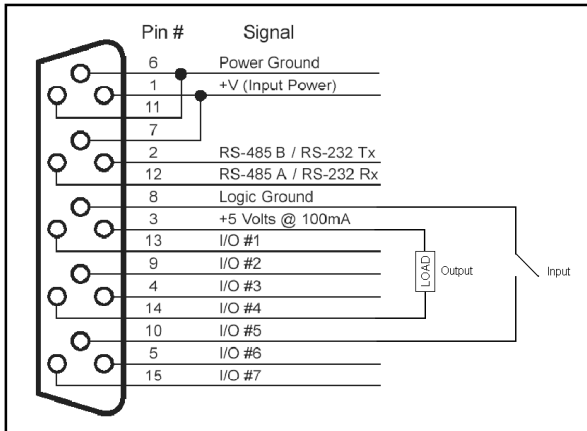 Pin # Signal
6 Power Ground
1 +V (Input Power)
11
7
2 RS-485 B / RS-232 Tx
12 RS-485 A / RS-232 Rx
8 Logic Ground
3 +5 Volts @ 100mA
13 I/O #1
9 I/O #2
4 I/O #3
14 I/O #4
10 I/O #5
5 I/O #6
15 I/O #7
LOAD
Output
Input